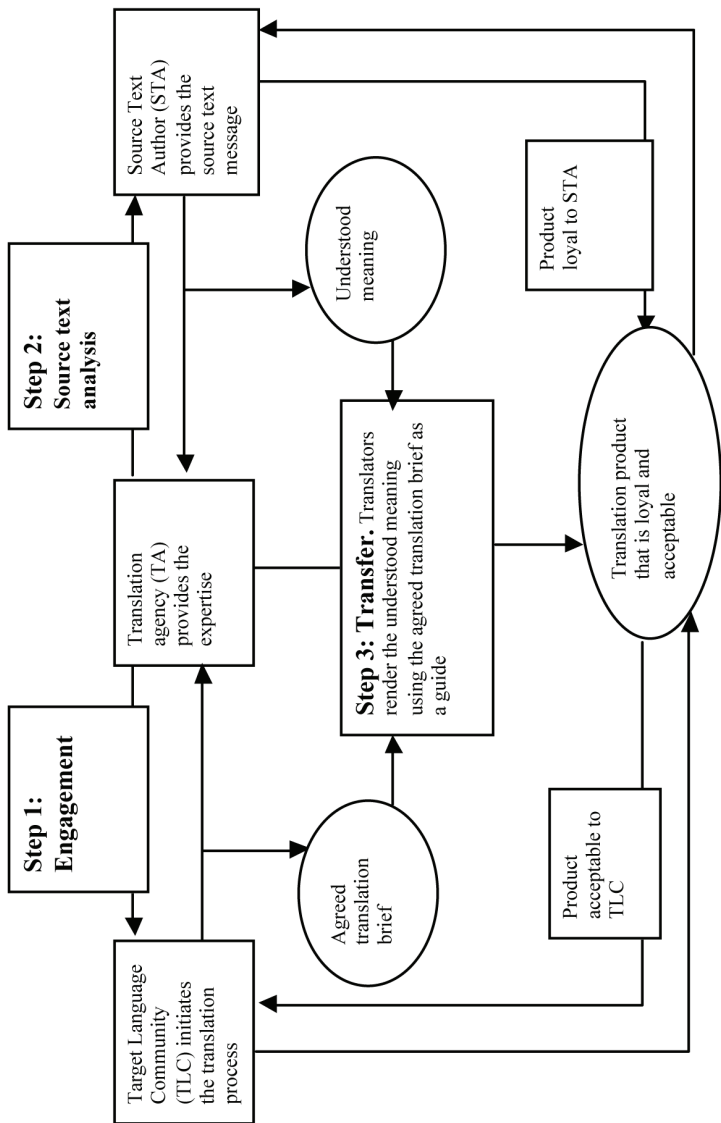 Step 1:
Engagement
Step 2:
Source text
analysis
Target Language
Community
(TLC) initiates
the translation
process
Translation
agency (TA)
provides the
expertise
Source Text
Author (STA)
provides the
source text
message
Agreed
translation
brief
Understood
meaning
Step 3: Transfer. Translators
render the understood meaning
using the agreed translation brief as
a guide
Product
acceptable to
TLC
Product
loyal to STA
Translation product
that is loyal and
acceptable